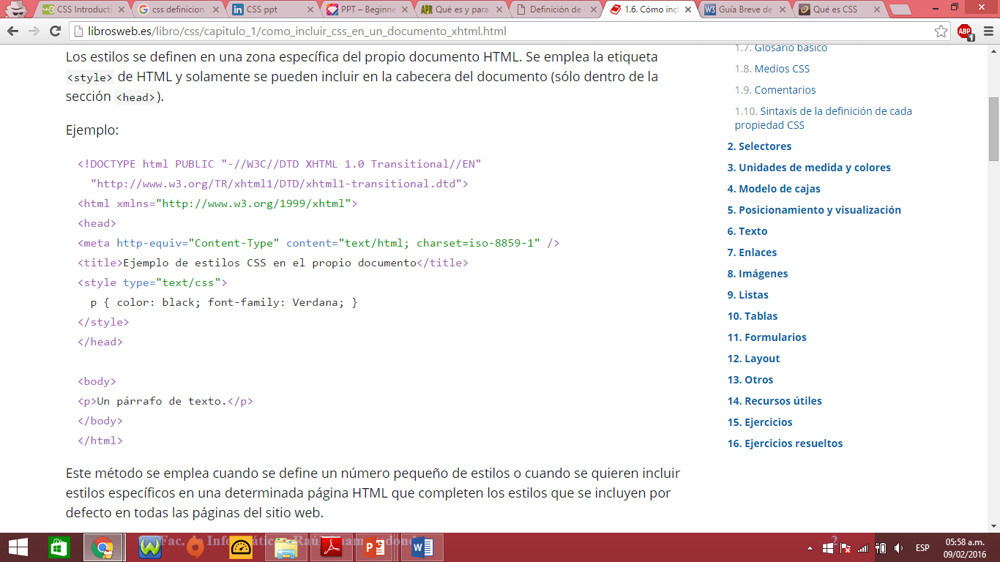 CSS Introducti
css definicion
CSS ppt
PPT – Beginne
Qué es y para
Definición de
1.6. Cómo incl
Guía Breve de
Qué es CSS
librosweb.es/libro/css/capitulo_1/como_incluir_css_en_un_documento_xhtml.html
ABP
1
Los estilos se definen en una zona específica del propio documento HTML. Se emplea la etiqueta
<style> de HTML y solamente se pueden incluir en la cabecera del documento (sólo dentro de la
sección <head>).
Ejemplo:
<!DOCTYPE html PUBLIC "-//W3C//DTD XHTML 1.0 Transitional//EN"
"http://www.w3.org/TR/xhtml1/DTD/xhtml1-transitional.dtd">
<html xmlns="http://www.w3.org/1999/xhtml">
<head>
<meta http-equiv="Content-Type" content="text/html; charset=iso-8859-1" />
<title>Ejemplo de estilos CSS en el propio documento</title>
<style type="text/css">
p { color: black; font-family: Verdana; }
</style>
</head>
<body>
<p>Un párrafo de texto.</p>
</body>
</html>
Este método se emplea cuando se define un número pequeño de estilos o cuando se quieren incluir
estilos específicos en una determinada página HTML que completen los estilos que se incluyen por
defecto en todas las páginas del sitio web.
1.7. Glosario básico
1.8. Medios CSS
1.9. Comentarios
1.10. Sintaxis de la definición de cada
propiedad CSS
2. Selectores
3. Unidades de medida y colores
4. Modelo de cajas
5. Posicionamiento y visualización
6. Texto
7. Enlaces
8. Imágenes
9. Listas
10. Tablas
11. Formularios
12. Layout
13. Otros
14. Recursos útiles
15. Ejercicios
16. Ejercicios resueltos
Fac. de
2
ESP
05:58 a.m.
09/02/2016